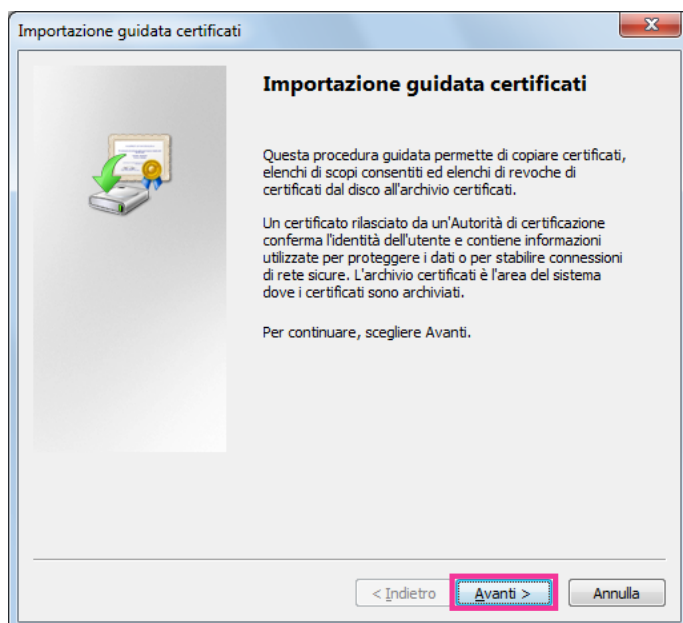 Importazione guidata certificati
X
Importazione guidata certificati
Questa procedura guidata permette di copiare certificati,
elenchi di scopi consentiti ed elenchi di revoche di
certificati dal disco all'archivio certificati.
Un certificato rilasciato da un'Autorità di certificazione
conferma l'identità dell'utente e contiene informazioni
utilizzate per proteggere i dati o per stabilire connessioni
di rete sicure. L'archivio certificati è l'area del sistema
dove i certificati sono archiviati.
Per continuare, scegliere Avanti.
< Indietro Avanti > Annulla